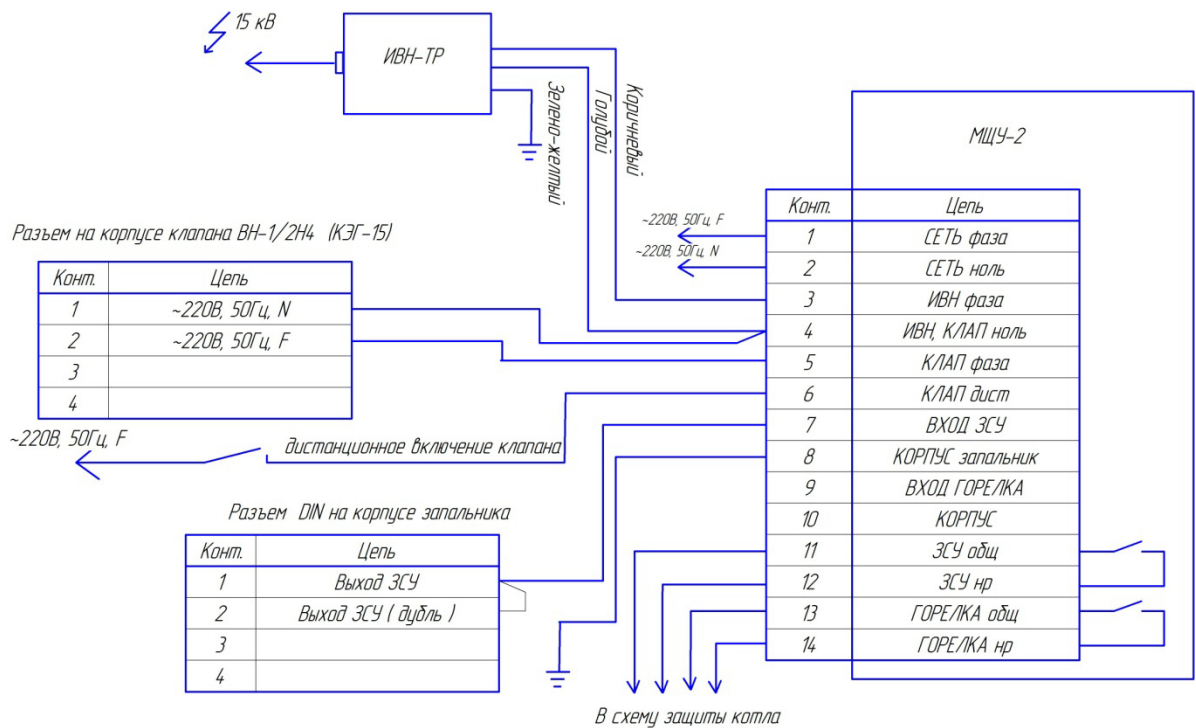 15 кВ
ИВН-ТР
Коричневый
Голубой
Зелено-желтый
МЩУ-2
~220В, 50Гц, F
~220В, 50Гц, N
Конт. Цепь
1 СЕТЬ фаза
2 СЕТЬ ноль
3 ИВН фаза
4 ИВН, КЛАП ноль
5 КЛАП фаза
6 КЛАП дист
7 ВХОД ЗСУ
8 КОРПУС запальник
9 ВХОД ГОРЕЛКА
10 КОРПУС
11 ЗСУ общ
12 ЗСУ нр
13 ГОРЕЛКА общ
14 ГОРЕЛКА нр
Разъем на корпусе клапана ВН-1/2Н4 (КЭГ-15)
Конт. Цепь
1 ~220В, 50Гц, N
2 ~220В, 50Гц, F
3
4
~220В, 50Гц, F
дистанционное включение клапана
Разъем DIN на корпусе запальника
Конт. Цепь
1 Выход ЗСУ
2 Выход ЗСУ ( дубль )
3
4
В схему защиты котла